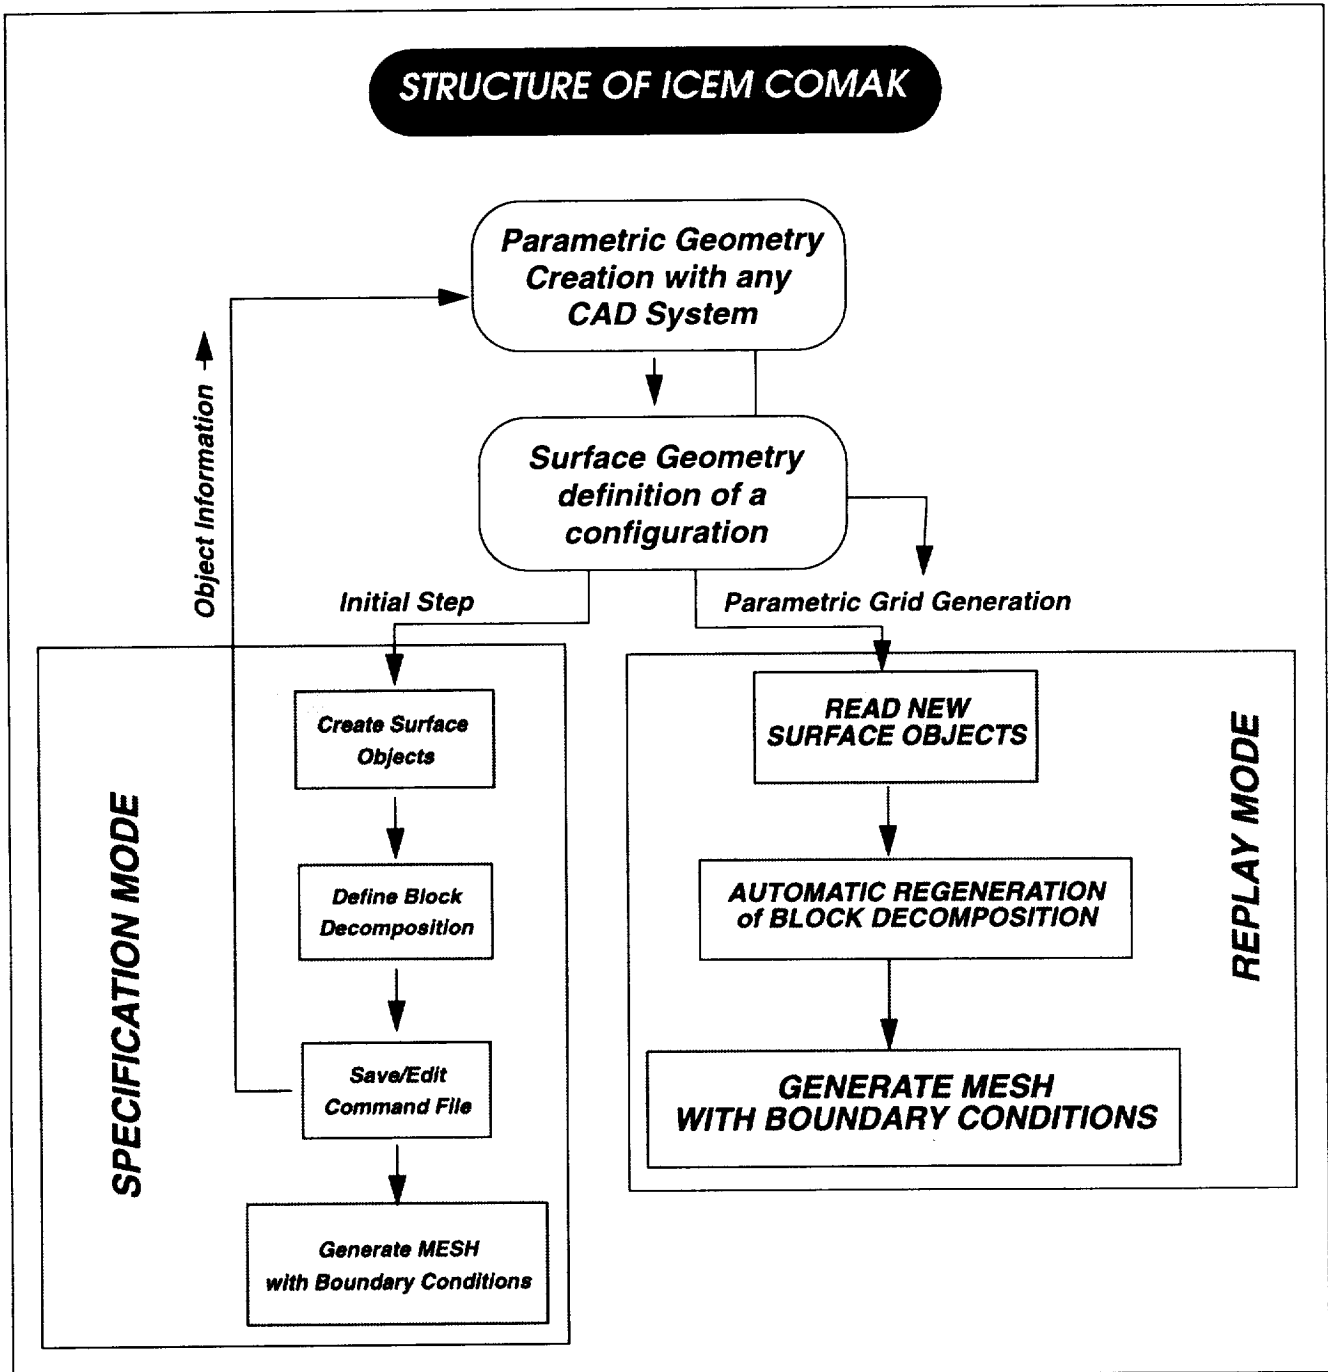 STRUCTURE OF ICEM COMAK
Parametric Geometry
Creation with any
CAD System
Object Information
Surface Geometry
definition of a
configuration
Initial Step
Parametric Grid Generation
SPECIFICATION MODE
Create Surface
Objects
Define Block
Decomposition
Save/Edit
Command File
Generate MESH
with Boundary Conditions
READ NEW
SURFACE OBJECTS
AUTOMATIC REGENERATION
of BLOCK DECOMPOSITION
GENERATE MESH
WITH BOUNDARY CONDITIONS
REPLAY MODE